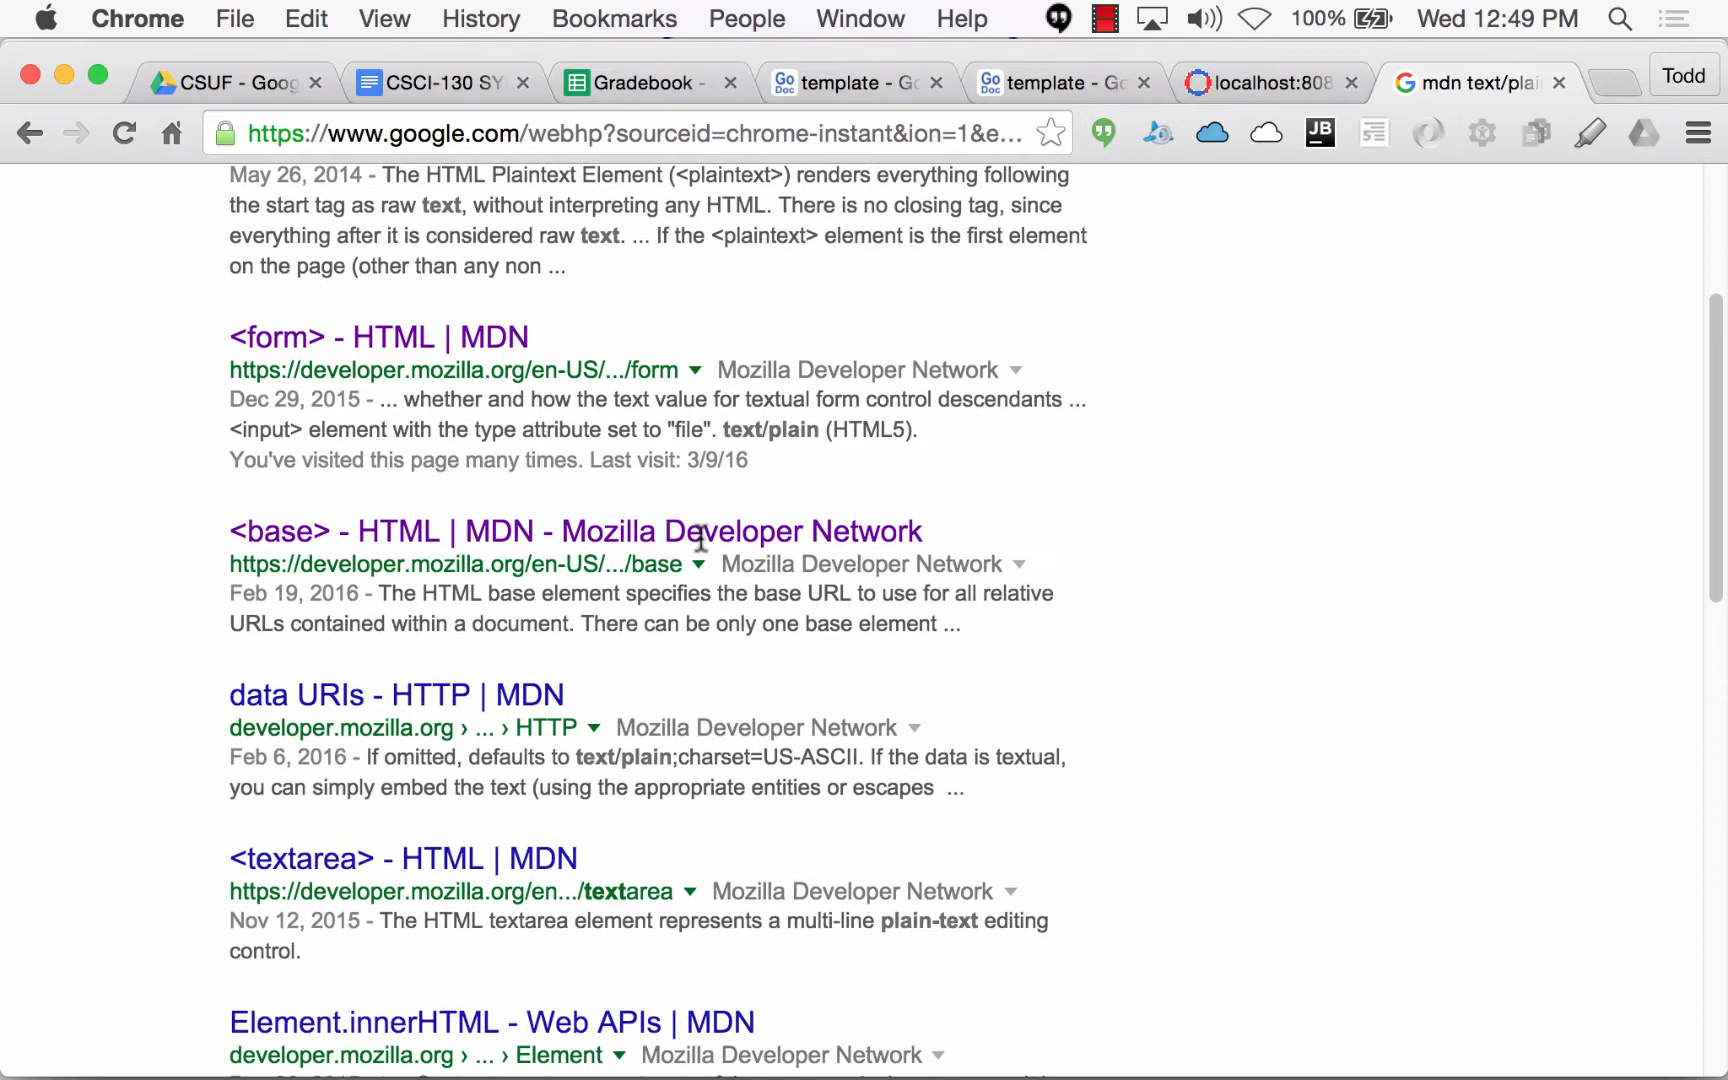 Chrome File Edit View History Bookmarks People Window Help 100% Wed 12:49 PM
CSUF - Goog CSCI-130 SY Gradebook - template - Go template - Go localhost:808 mdn text/plai Todd
https://www.google.com/webhp?sourceid=chrome-instant&ion=1&e... JB
May 26, 2014 - The HTML Plaintext Element (<plaintext>) renders everything following
the start tag as raw text, without interpreting any HTML. There is no closing tag, since
everything after it is considered raw text. ... If the <plaintext> element is the first element
on the page (other than any non ...
<form> - HTML | MDN
https://developer.mozilla.org/en-US/.../form Mozilla Developer Network
Dec 29, 2015 - ... whether and how the text value for textual form control descendants ...
<input> element with the type attribute set to "file". text/plain (HTML5).
You've visited this page many times. Last visit: 3/9/16
<base> - HTML | MDN - Mozilla Developer Network
https://developer.mozilla.org/en-US/.../base Mozilla Developer Network
Feb 19, 2016 - The HTML base element specifies the base URL to use for all relative
URLs contained within a document. There can be only one base element ...
data URIs - HTTP | MDN
developer.mozilla.org › ... › HTTP Mozilla Developer Network
Feb 6, 2016 - If omitted, defaults to text/plain;charset=US-ASCII. If the data is textual,
you can simply embed the text (using the appropriate entities or escapes ...
<textarea> - HTML | MDN
https://developer.mozilla.org/en.../textarea Mozilla Developer Network
Nov 12, 2015 - The HTML textarea element represents a multi-line plain-text editing
control.
Element.innerHTML - Web APIs | MDN
developer.mozilla.org › ... › Element Mozilla Developer Network